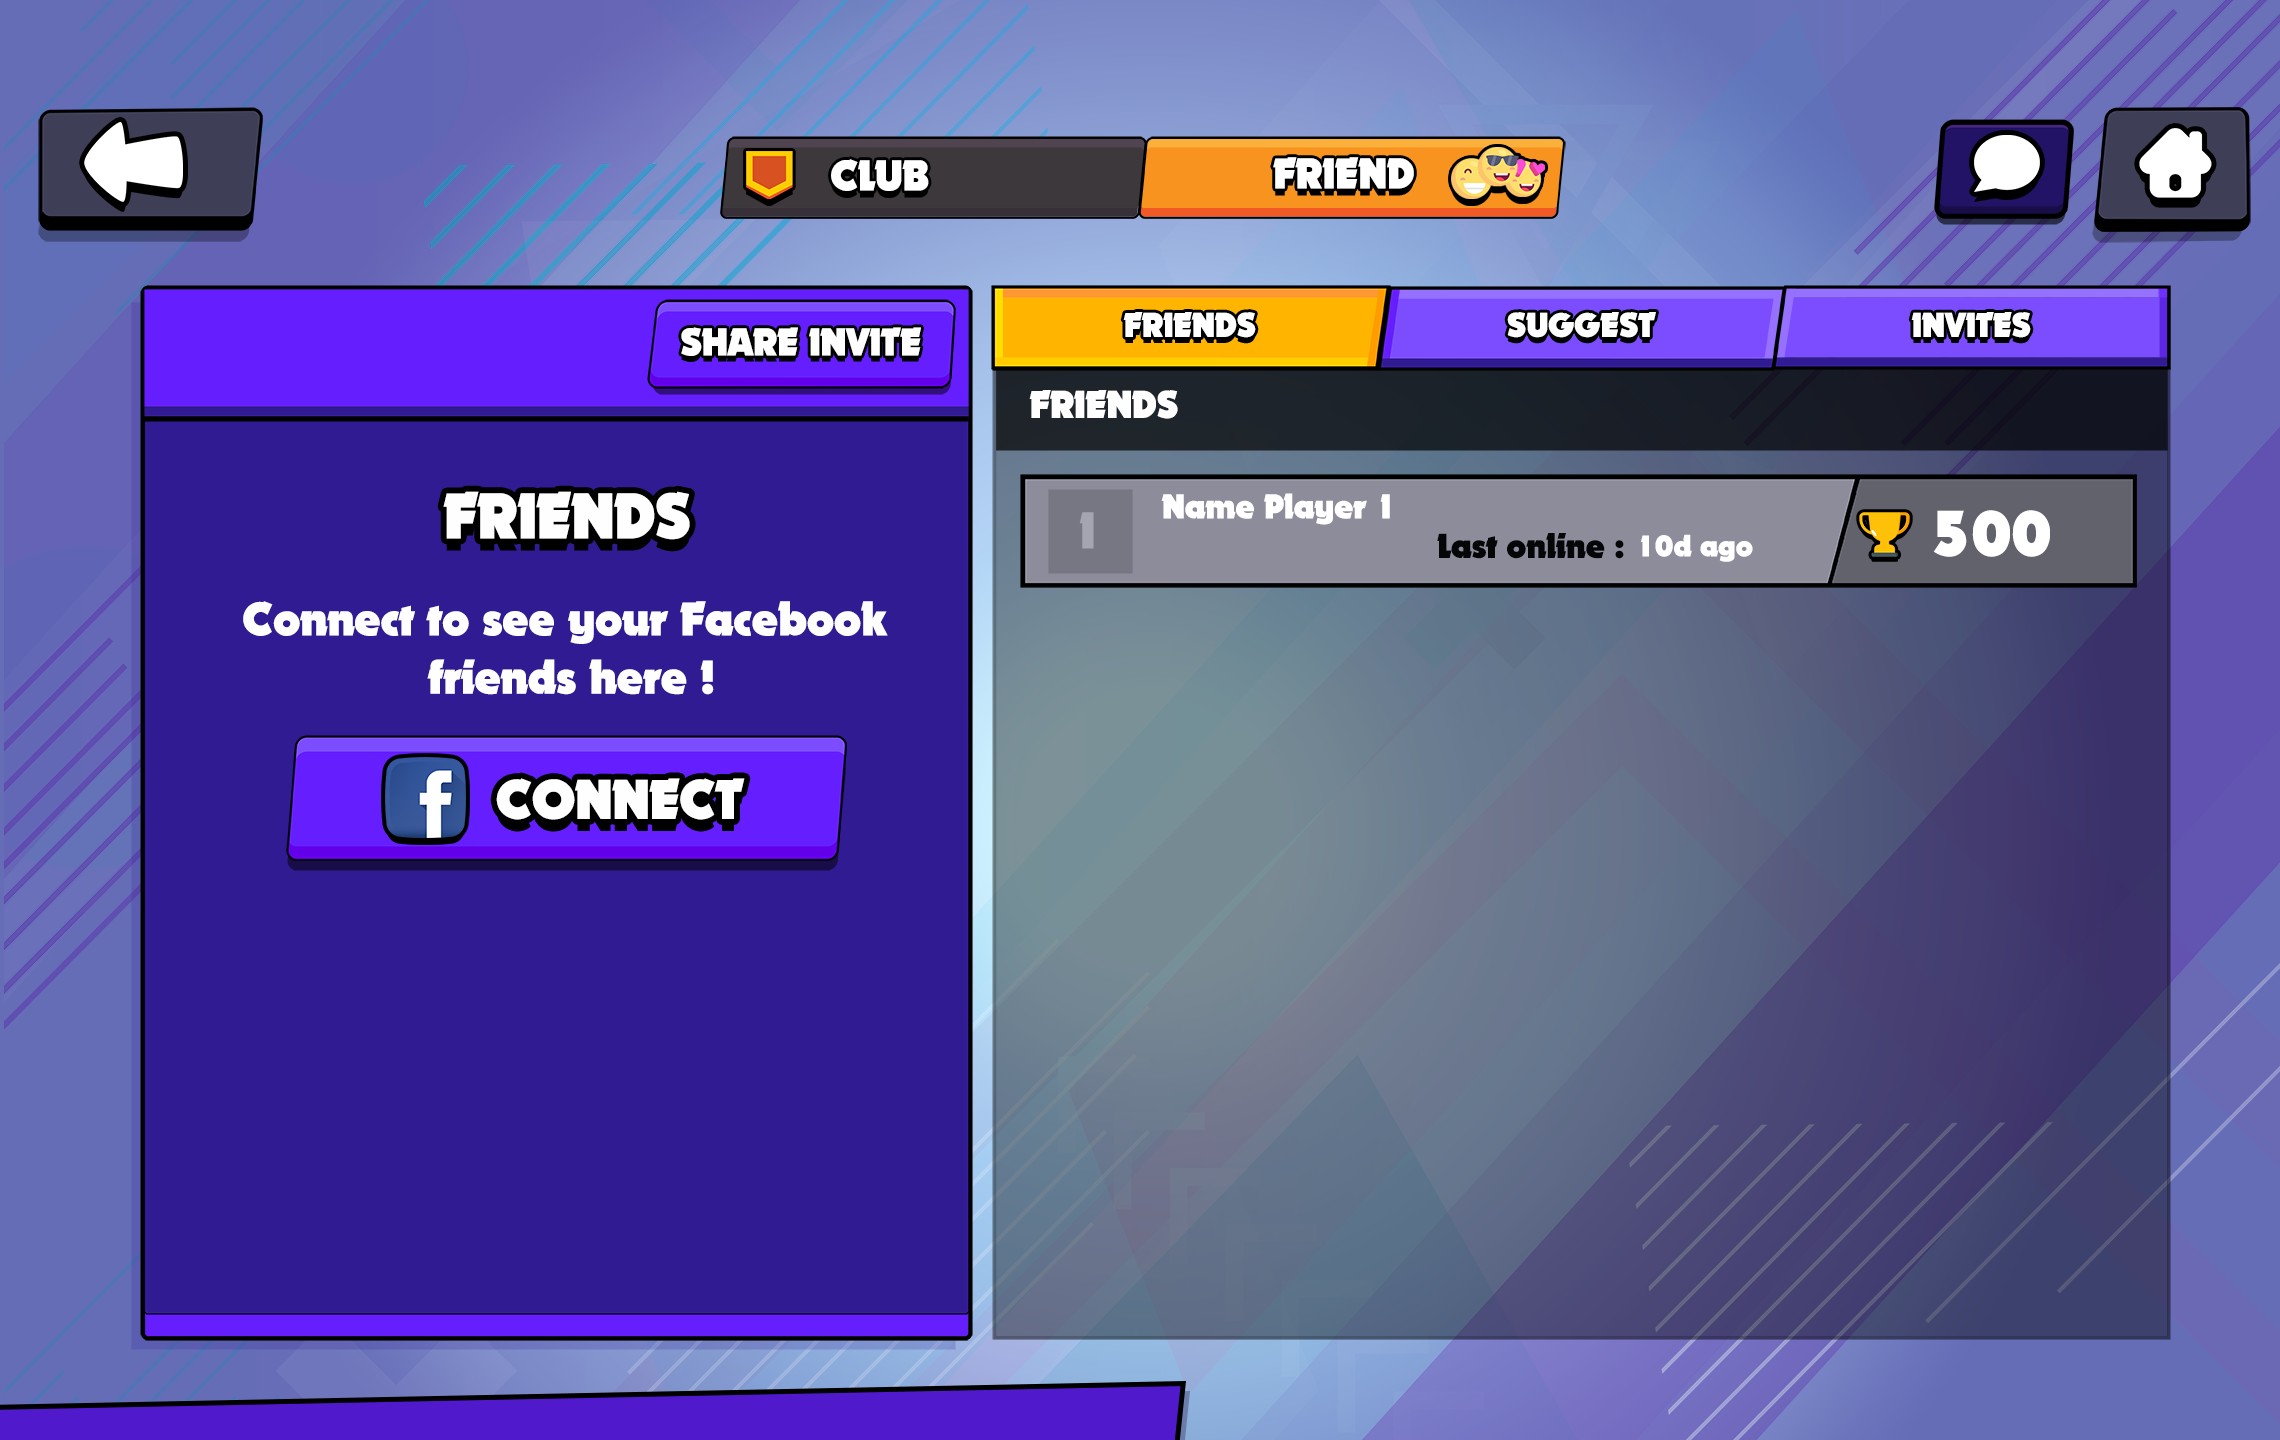 CLUB
FRIEND
SHARE INVITE
FRIENDS
Connect to see your Facebook
friends here !
f
CONNECT
FRIENDS
SUGGEST
INVITES
FRIENDS
1
Name Player 1
Last online : 10d ago
500